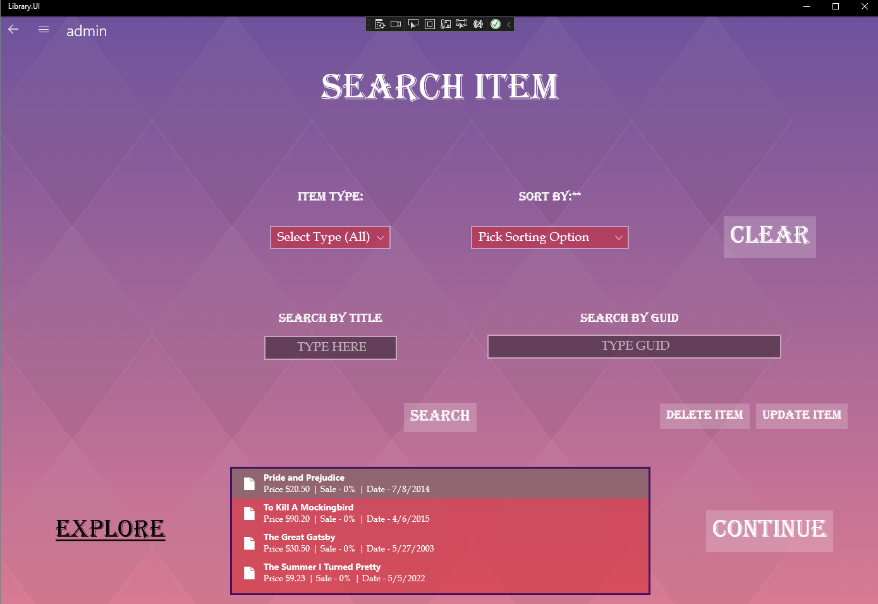 Library.UI
admin
SEARCH ITEM
ITEM TYPE:
SORT BY:**
Select Type (All)
Pick Sorting Option
CLEAR
SEARCH BY TITLE
SEARCH BY GUID
TYPE HERE
TYPE GUID
SEARCH
DELETE ITEM
UPDATE ITEM
Pride and Prejudice
Price $20.50 | Sale - 0% | Date - 7/8/2014
To Kill A Mockingbird
Price $90.20 | Sale - 0% | Date - 4/6/2015
The Great Gatsby
Price $30.50 | Sale - 0% | Date - 5/27/2003
The Summer I Turned Pretty
Price $9.23 | Sale - 0% | Date - 5/5/2022
EXPLORE
CONTINUE